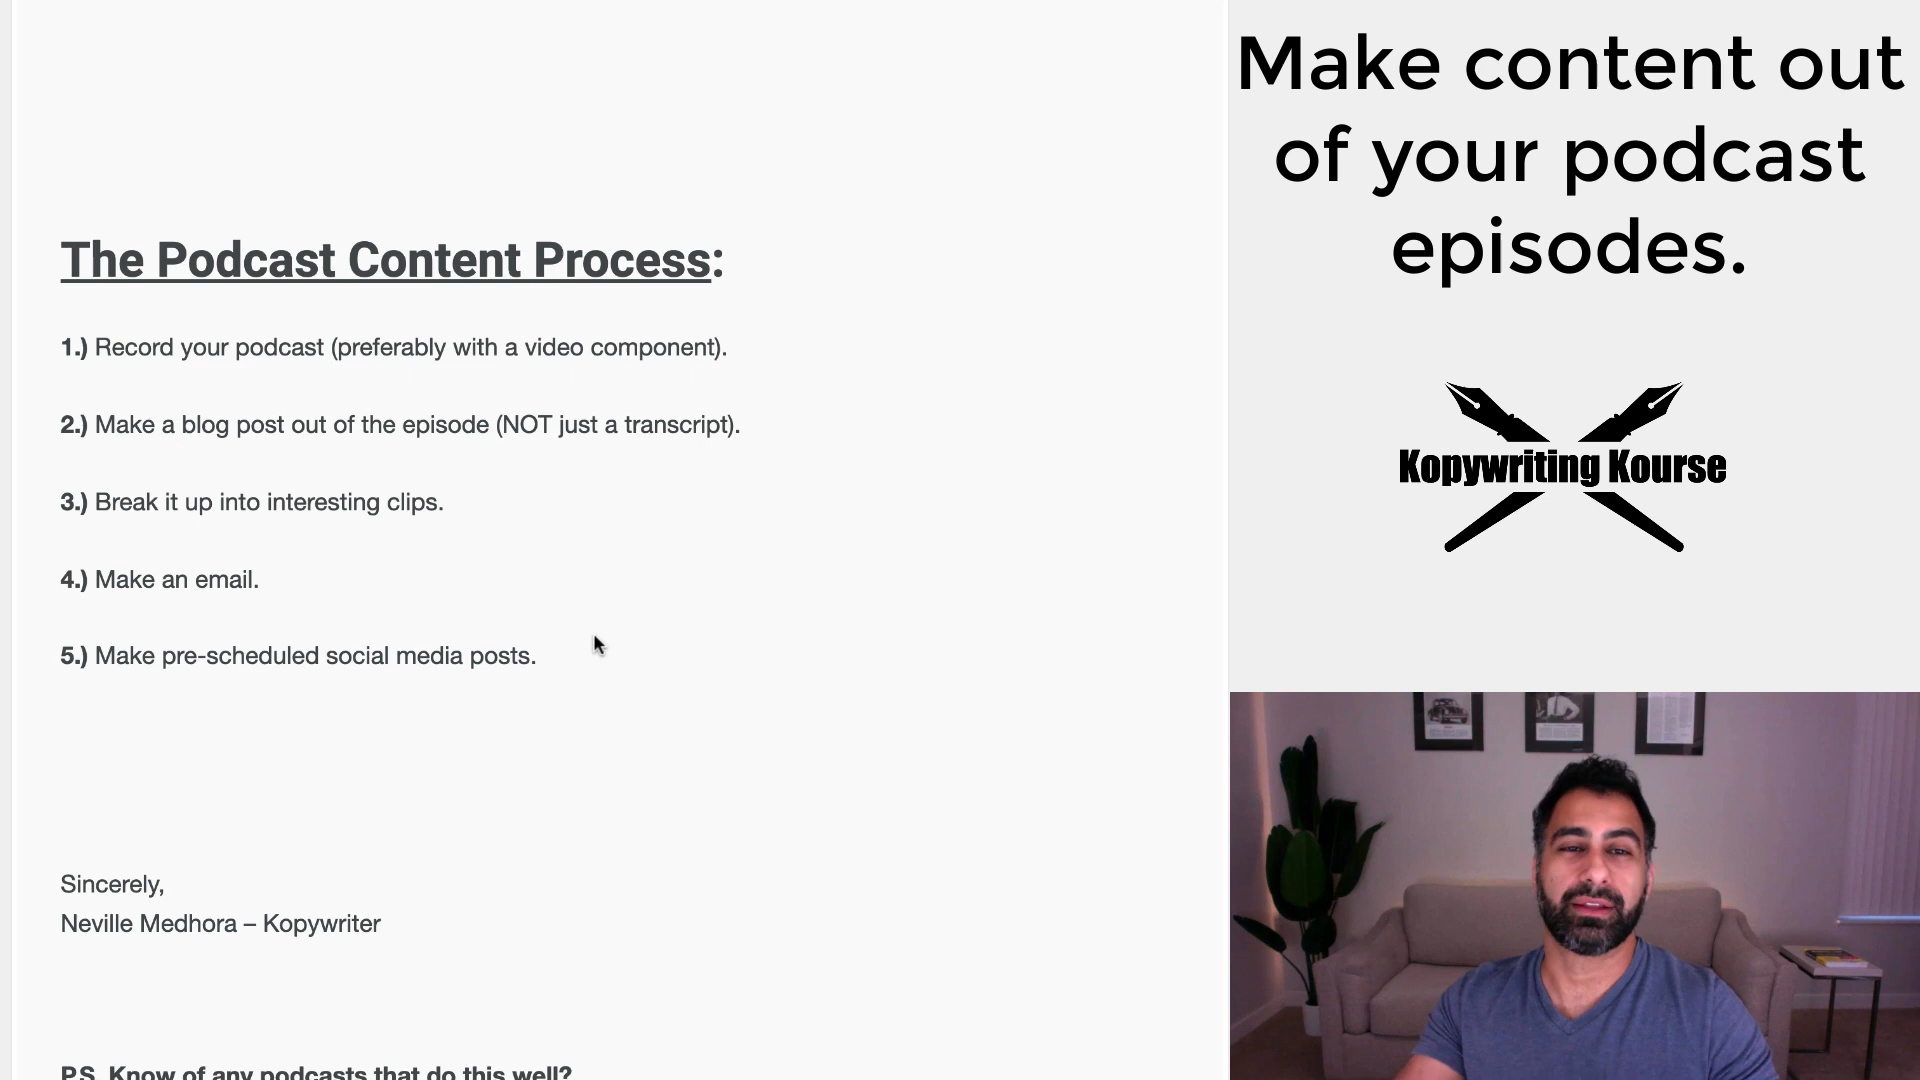 The Podcast Content Process:
1.) Record your podcast (preferably with a video component).
2.) Make a blog post out of the episode (NOT just a transcript).
3.) Break it up into interesting clips.
4.) Make an email.
5.) Make pre-scheduled social media posts.
Sincerely,
Neville Medhora – Kopywriter
P.S. Know of any podcasts that do this well?
Make content out
of your podcast
episodes.
Kopywriting Kourse